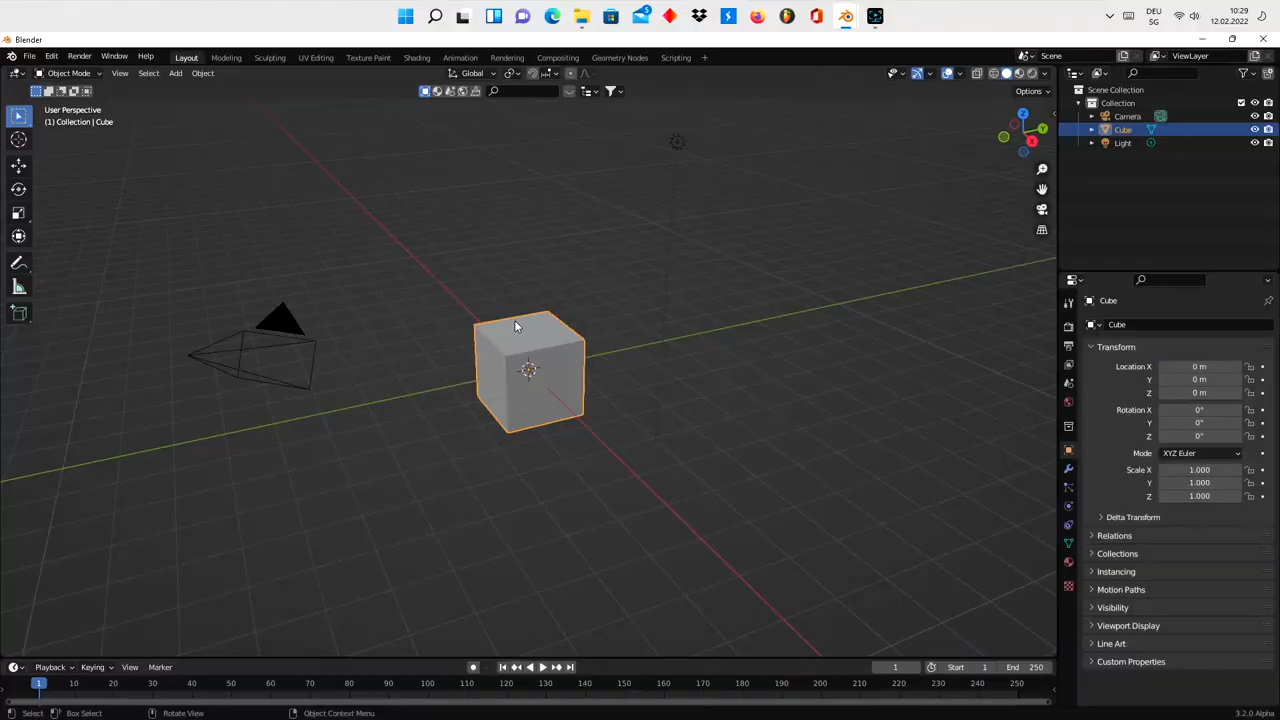 5
DEU
SG
10:29
12.02.2022
Blender
File Edit Render Window Help
Layout Modeling Sculpting UV Editing Texture Paint Shading Animation Rendering Compositing Geometry Nodes Scripting +
Scene
ViewLayer
Object Mode View Select Add Object
Global
Options
User Perspective
(1) Collection | Cube
Z
Y
X
Scene Collection
Collection
Camera
Cube
Light
Cube
Cube
Transform
Location X 0 m
Y 0 m
Z 0 m
Rotation X 0°
Y 0°
Z 0°
Mode XYZ Euler
Scale X 1.000
Y 1.000
Z 1.000
Delta Transform
Relations
Collections
Instancing
Motion Paths
Visibility
Viewport Display
Line Art
Custom Properties
Playback Keying View Marker
1 Start 1 End 250
1 10 20 30 40 50 60 70 80 90 100 110 120 130 140 150 160 170 180 190 200 210 220 230 240 250
Select Box Select Rotate View Object Context Menu 3.2.0 Alpha